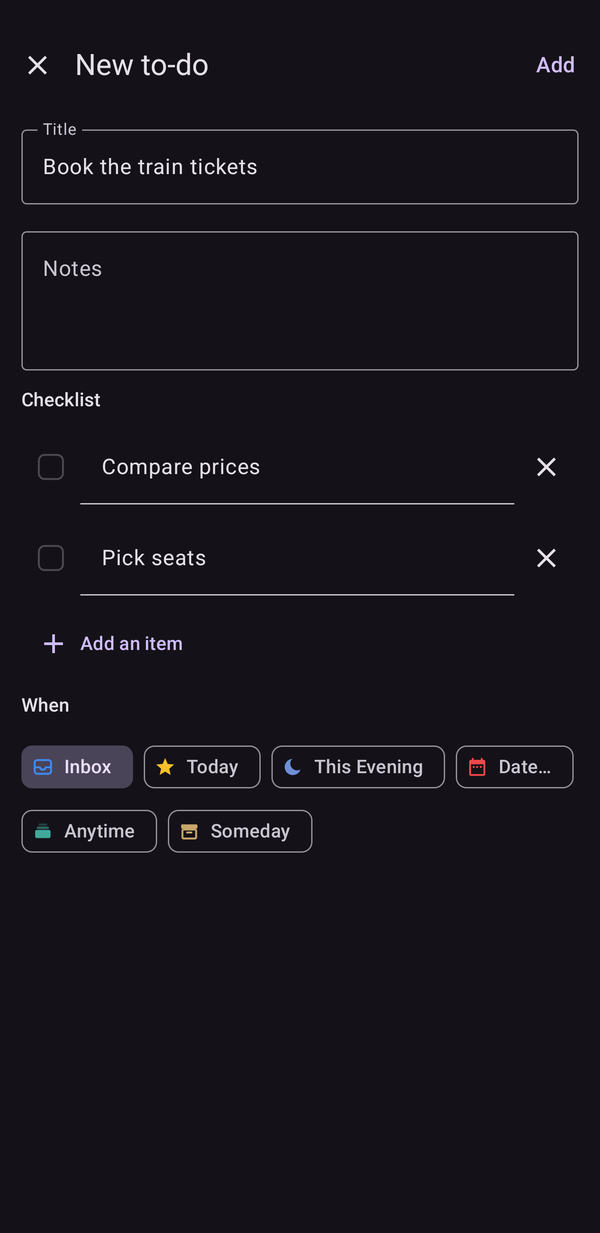 New to-do
Add
Title
Book the train tickets
Notes
Checklist
Compare prices
Pick seats
Add an item
When
Inbox
Today
This Evening
Date…
Anytime
Someday